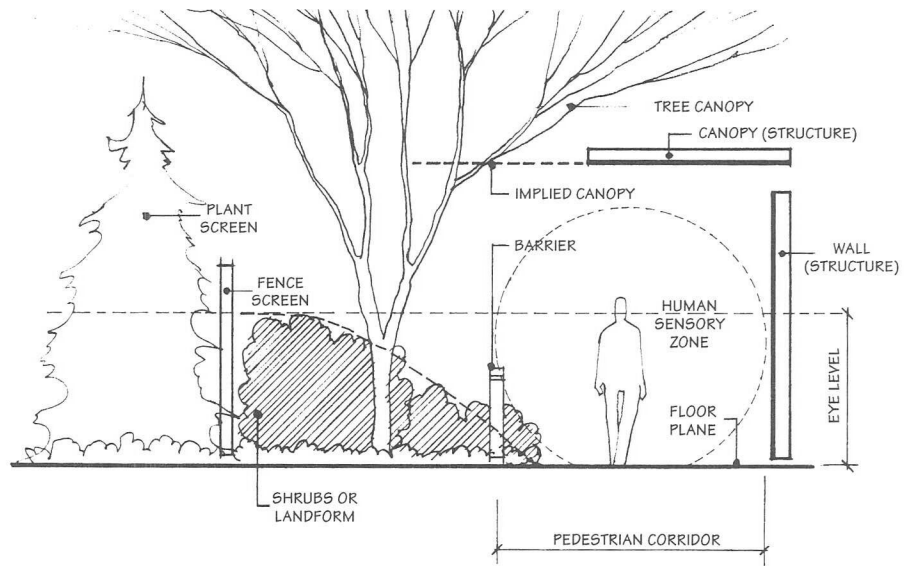 TREE CANOPY
CANOPY (STRUCTURE)
IMPLIED CANOPY
PLANT
SCREEN
BARRIER
WALL
(STRUCTURE)
FENCE
SCREEN
HUMAN
SENSORY
ZONE
EYE LEVEL
FLOOR
PLANE
SHRUBS OR
LANDFORM
PEDESTRIAN CORRIDOR